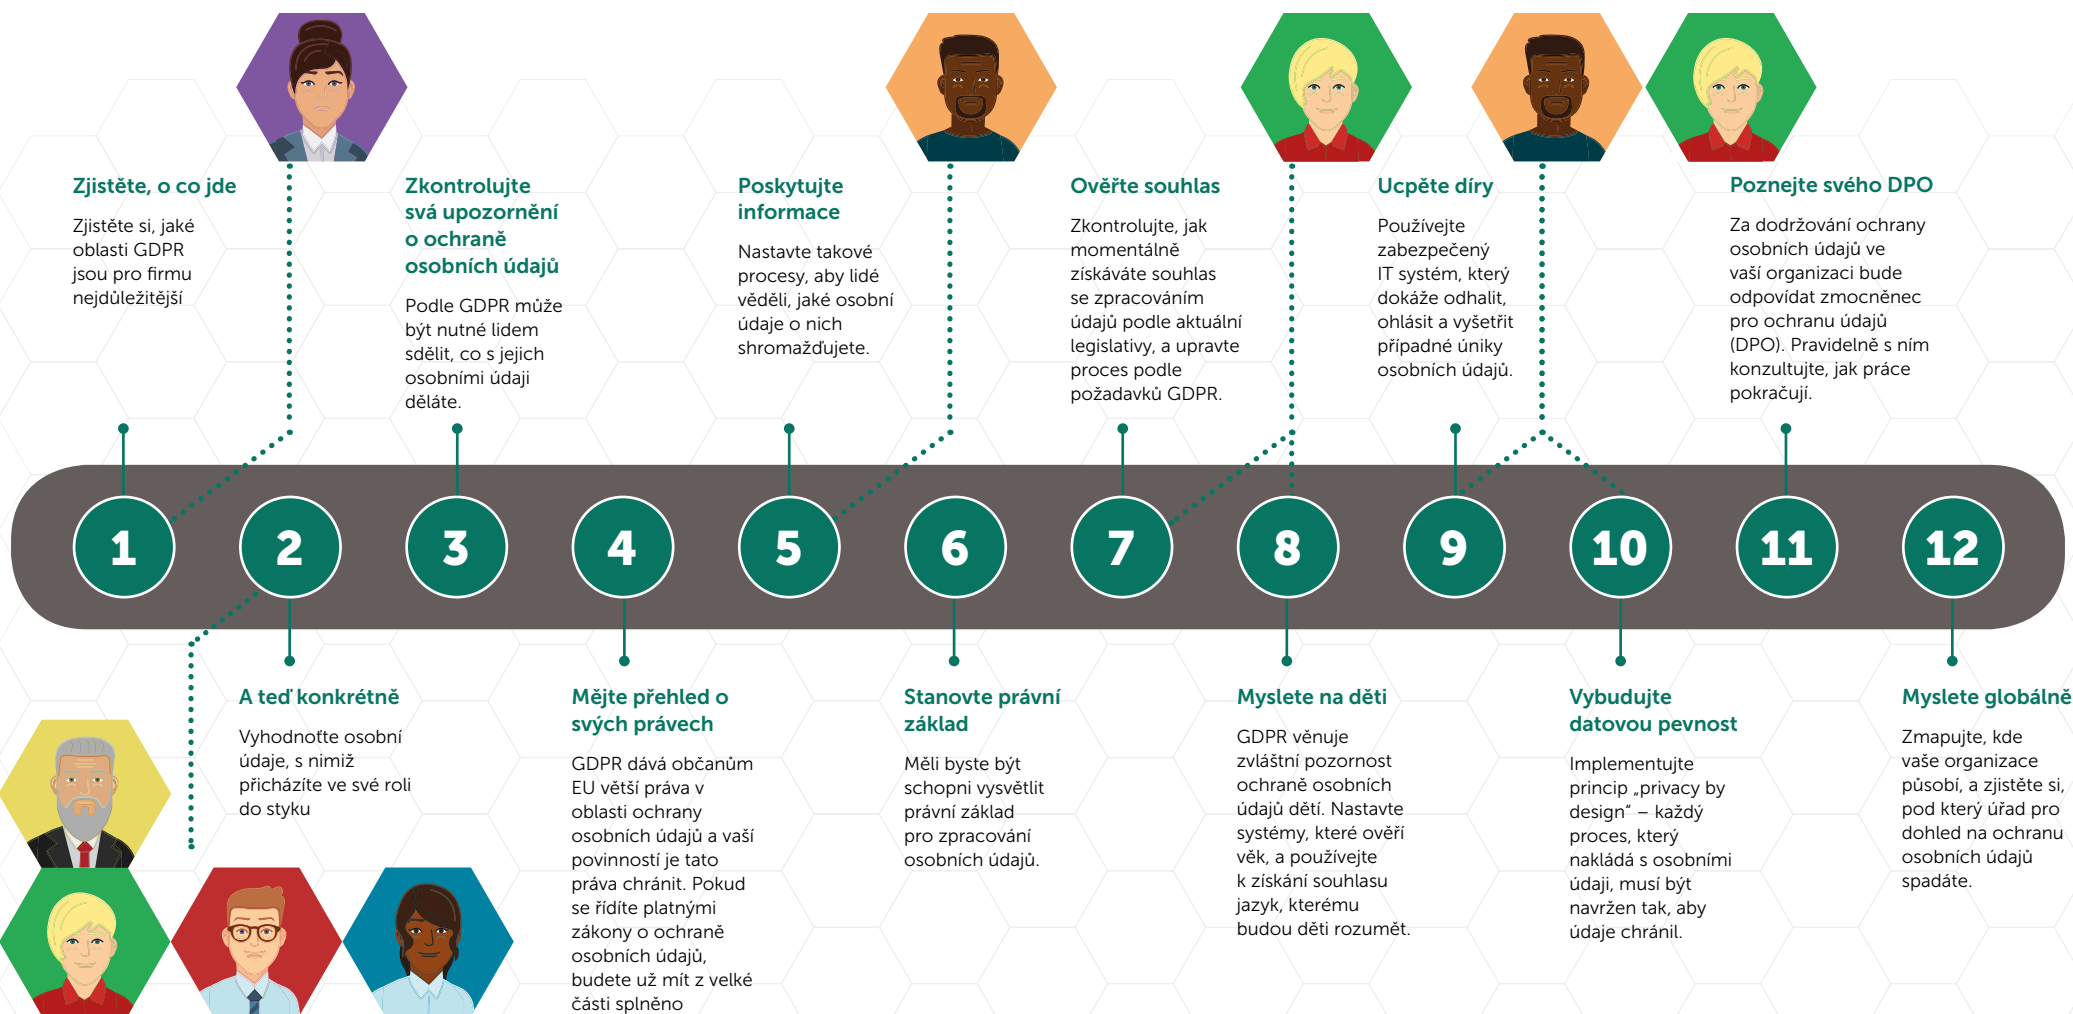 Zjistěte, o co jde
Zjistěte si, jaké
oblasti GDPR
jsou pro firmu
nejdůležitější
Zkontrolujte
svá upozornění
o ochraně
osobních údajů
Podle GDPR může
být nutné lidem
sdělit, co s jejich
osobními údaji
děláte.
Poskytujte
informace
Nastavte takové
procesy, aby lidé
věděli, jaké osobní
údaje o nich
shromažďujete.
Ověřte souhlas
Zkontrolujte, jak
momentálně
získáváte souhlas
se zpracováním
údajů podle aktuální
legislativy, a upravte
proces podle
požadavků GDPR.
Ucpěte díry
Používejte
zabezpečený
IT systém, který
dokáže odhalit,
ohlásit a vyšetřit
případné úniky
osobních údajů.
Poznejte svého DPO
Za dodržování ochrany
osobních údajů ve
vaší organizaci bude
odpovídat zmocněnec
pro ochranu údajů
(DPO). Pravidelně s ním
konzultujte, jak práce
pokračují.
1
2
3
4
5
6
7
8
9
10
11
12
A teď konkrétně
Vyhodnoťte osobní
údaje, s nimiž
přicházíte ve své roli
do styku
Mějte přehled o
svých právech
GDPR dává občanům
EU větší práva v
oblasti ochrany
osobních údajů a vaší
povinností je tato
práva chránit. Pokud
se řídíte platnými
zákony o ochraně
osobních údajů,
budete už mít z velké
části splněno
Stanovte právní
základ
Měli byste být
schopni vysvětlit
právní základ
pro zpracování
osobních údajů.
Myslete na děti
GDPR věnuje
zvláštní pozornost
ochraně osobních
údajů dětí. Nastavte
systémy, které ověří
věk, a používejte
k získání souhlasu
jazyk, kterému
budou děti rozumět.
Vybudujte
datovou pevnost
Implementujte
princip „privacy by
design“ – každý
proces, který
nakládá s osobními
údaji, musí být
navržen tak, aby
údaje chránil.
Myslete globálně
Zmapujte, kde
vaše organizace
působí, a zjistěte si,
pod který úřad pro
dohled na ochranu
osobních údajů
spadáte.